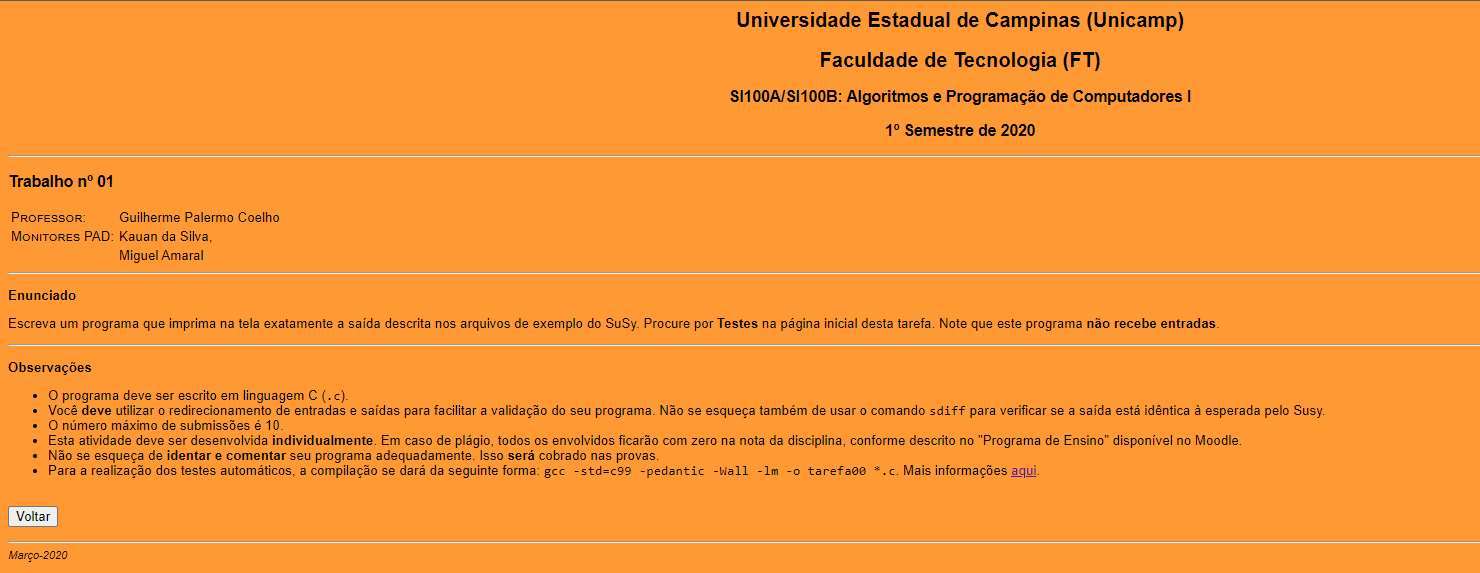 Universidade Estadual de Campinas (Unicamp)
Faculdade de Tecnologia (FT)
SI100A/SI100B: Algoritmos e Programação de Computadores I
1º Semestre de 2020
Trabalho nº 01
PROFESSOR: Guilherme Palermo Coelho
MONITORES PAD: Kauan da Silva,
Miguel Amaral
Enunciado
Escreva um programa que imprima na tela exatamente a saída descrita nos arquivos de exemplo do SuSy. Procure por Testes na página inicial desta tarefa. Note que este programa não recebe entradas.
Observações
• O programa deve ser escrito em linguagem C (.c).
• Você deve utilizar o redirecionamento de entradas e saídas para facilitar a validação do seu programa. Não se esqueça também de usar o comando sdiff para verificar se a saída está idêntica à esperada pelo Susy.
• O número máximo de submissões é 10.
• Esta atividade deve ser desenvolvida individualmente. Em caso de plágio, todos os envolvidos ficarão com zero na nota da disciplina, conforme descrito no "Programa de Ensino" disponível no Moodle.
• Não se esqueça de identar e comentar seu programa adequadamente. Isso será cobrado nas provas.
• Para a realização dos testes automáticos, a compilação se dará da seguinte forma: gcc -std=c99 -pedantic -Wall -lm -o tarefa00 *.c. Mais informações aqui.
Voltar
Março-2020